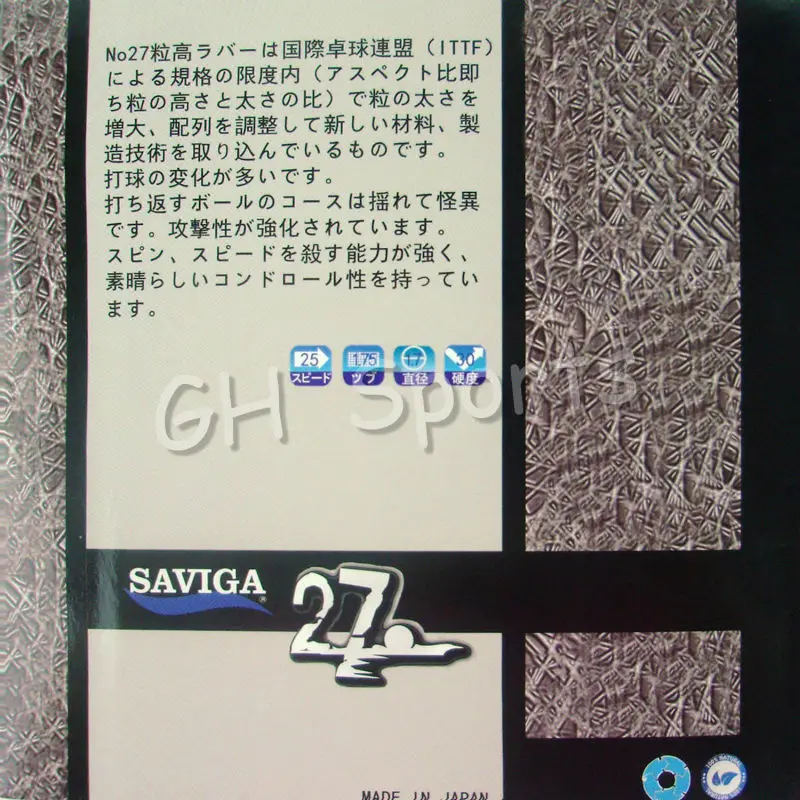 No27粒高ラバーは国際卓球連盟（ITTF）
による規格の限度内（アスペクト比即
ち粒の高さと太さの比）で粒の太さを
増大、配列を調整して新しい材料、製
造技術を取り込んでいるものです。
打球の変化が多いです。
打ち返すボールのコースは揺れて怪異
です。攻撃性が強化されています。
スピン、スピードを殺す能力が強く、
素晴らしいコンドロール性を持ってい
ます。
25 175 17 30
スピード ツブ 直径 硬度
GH Sports
SAVIGA®
27
MADE IN JAPAN
100% NATURAL